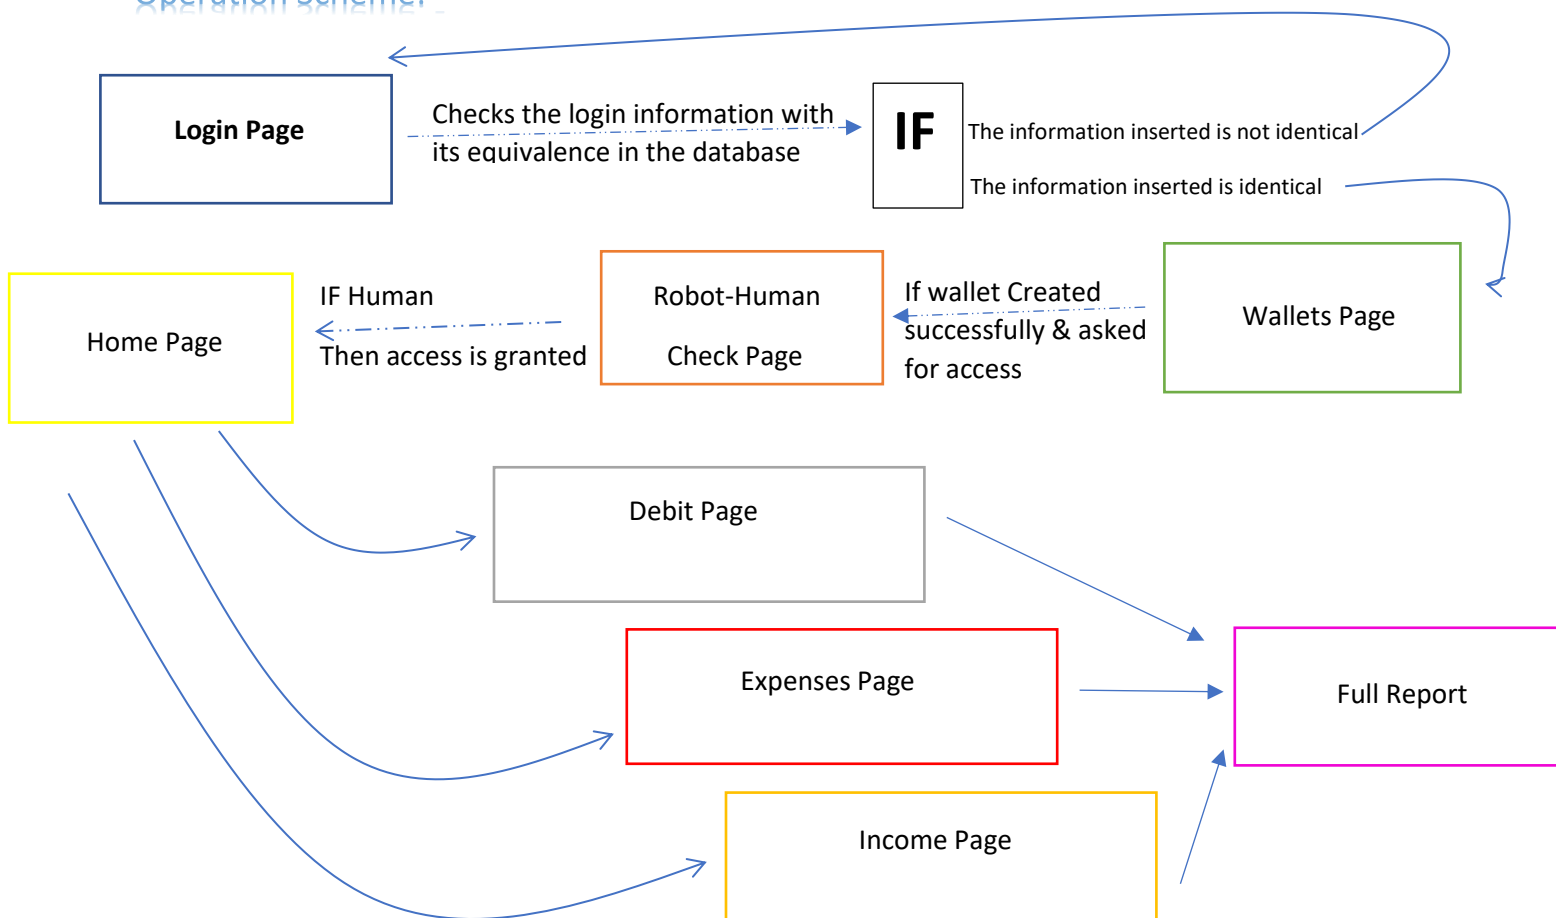 Operation Scheme:
Login Page
Checks the login information with
its equivalence in the database
IF
The information inserted is not identical
The information inserted is identical
Home Page
IF Human
Then access is granted
Robot-Human
Check Page
If wallet Created
successfully & asked
for access
Wallets Page
Debit Page
Expenses Page
Full Report
Income Page